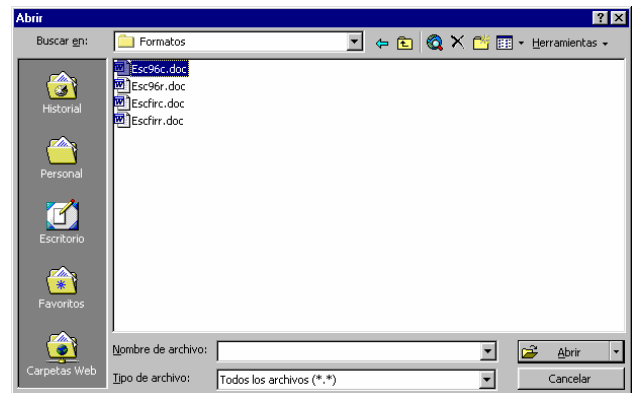 Abrir
Buscar en: Formatos Herramientas
Esc96c.doc
Esc96r.doc
Escfirc.doc
Escfirr.doc
Historial
Personal
Escritorio
Favoritos
Carpetas Web
Nombre de archivo: Abrir
Tipo de archivo: Todos los archivos (*.*) Cancelar